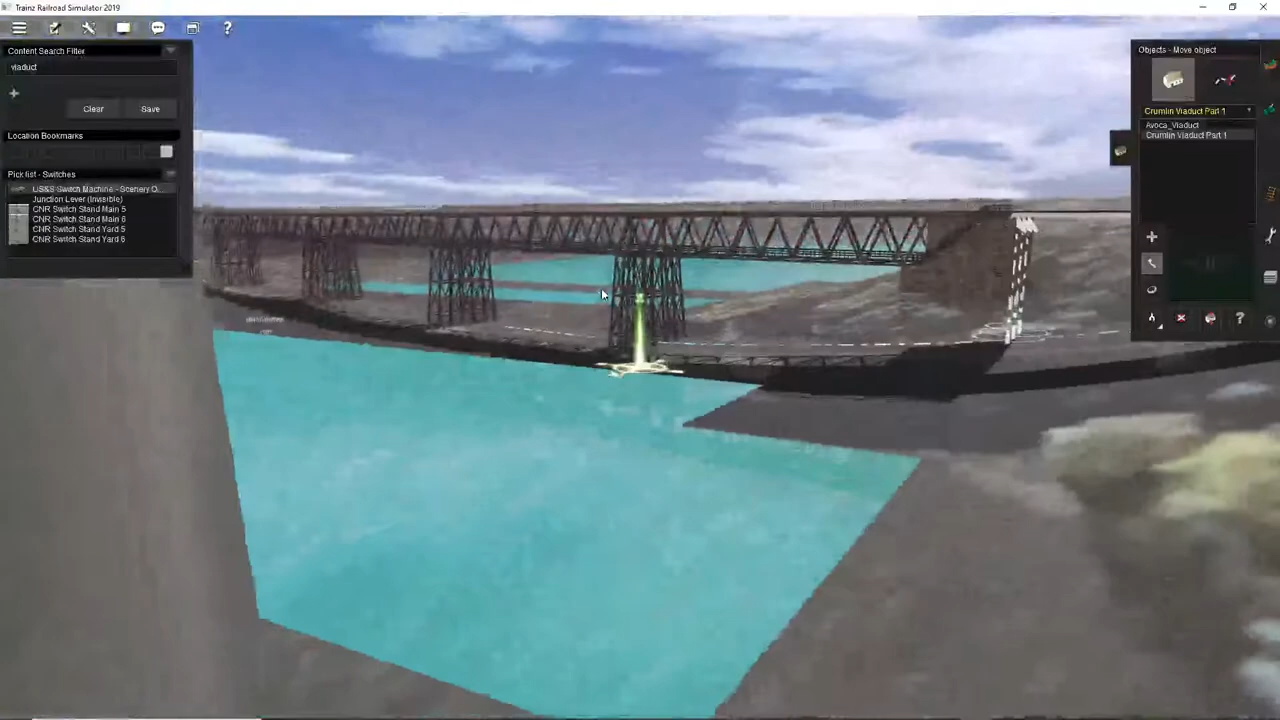 Trainz Railroad Simulator 2019
?
Content Search Filter
viaduct
Clear
Save
Location Bookmarks
Pick list - Switches
US&S Switch Machine - Scenery O...
Junction Lever (Invisible)
CNR Switch Stand Main 5
CNR Switch Stand Main 6
CNR Switch Stand Yard 5
CNR Switch Stand Yard 6
Objects - Move object
Crumlin Viaduct Part 1
Avoca_Viaduct
Crumlin Viaduct Part 1
?